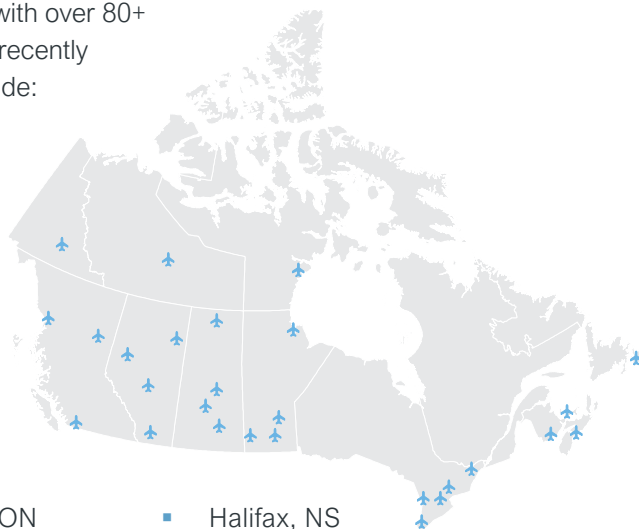 with over 80+
recently
de:
ON
▪ Halifax, NS